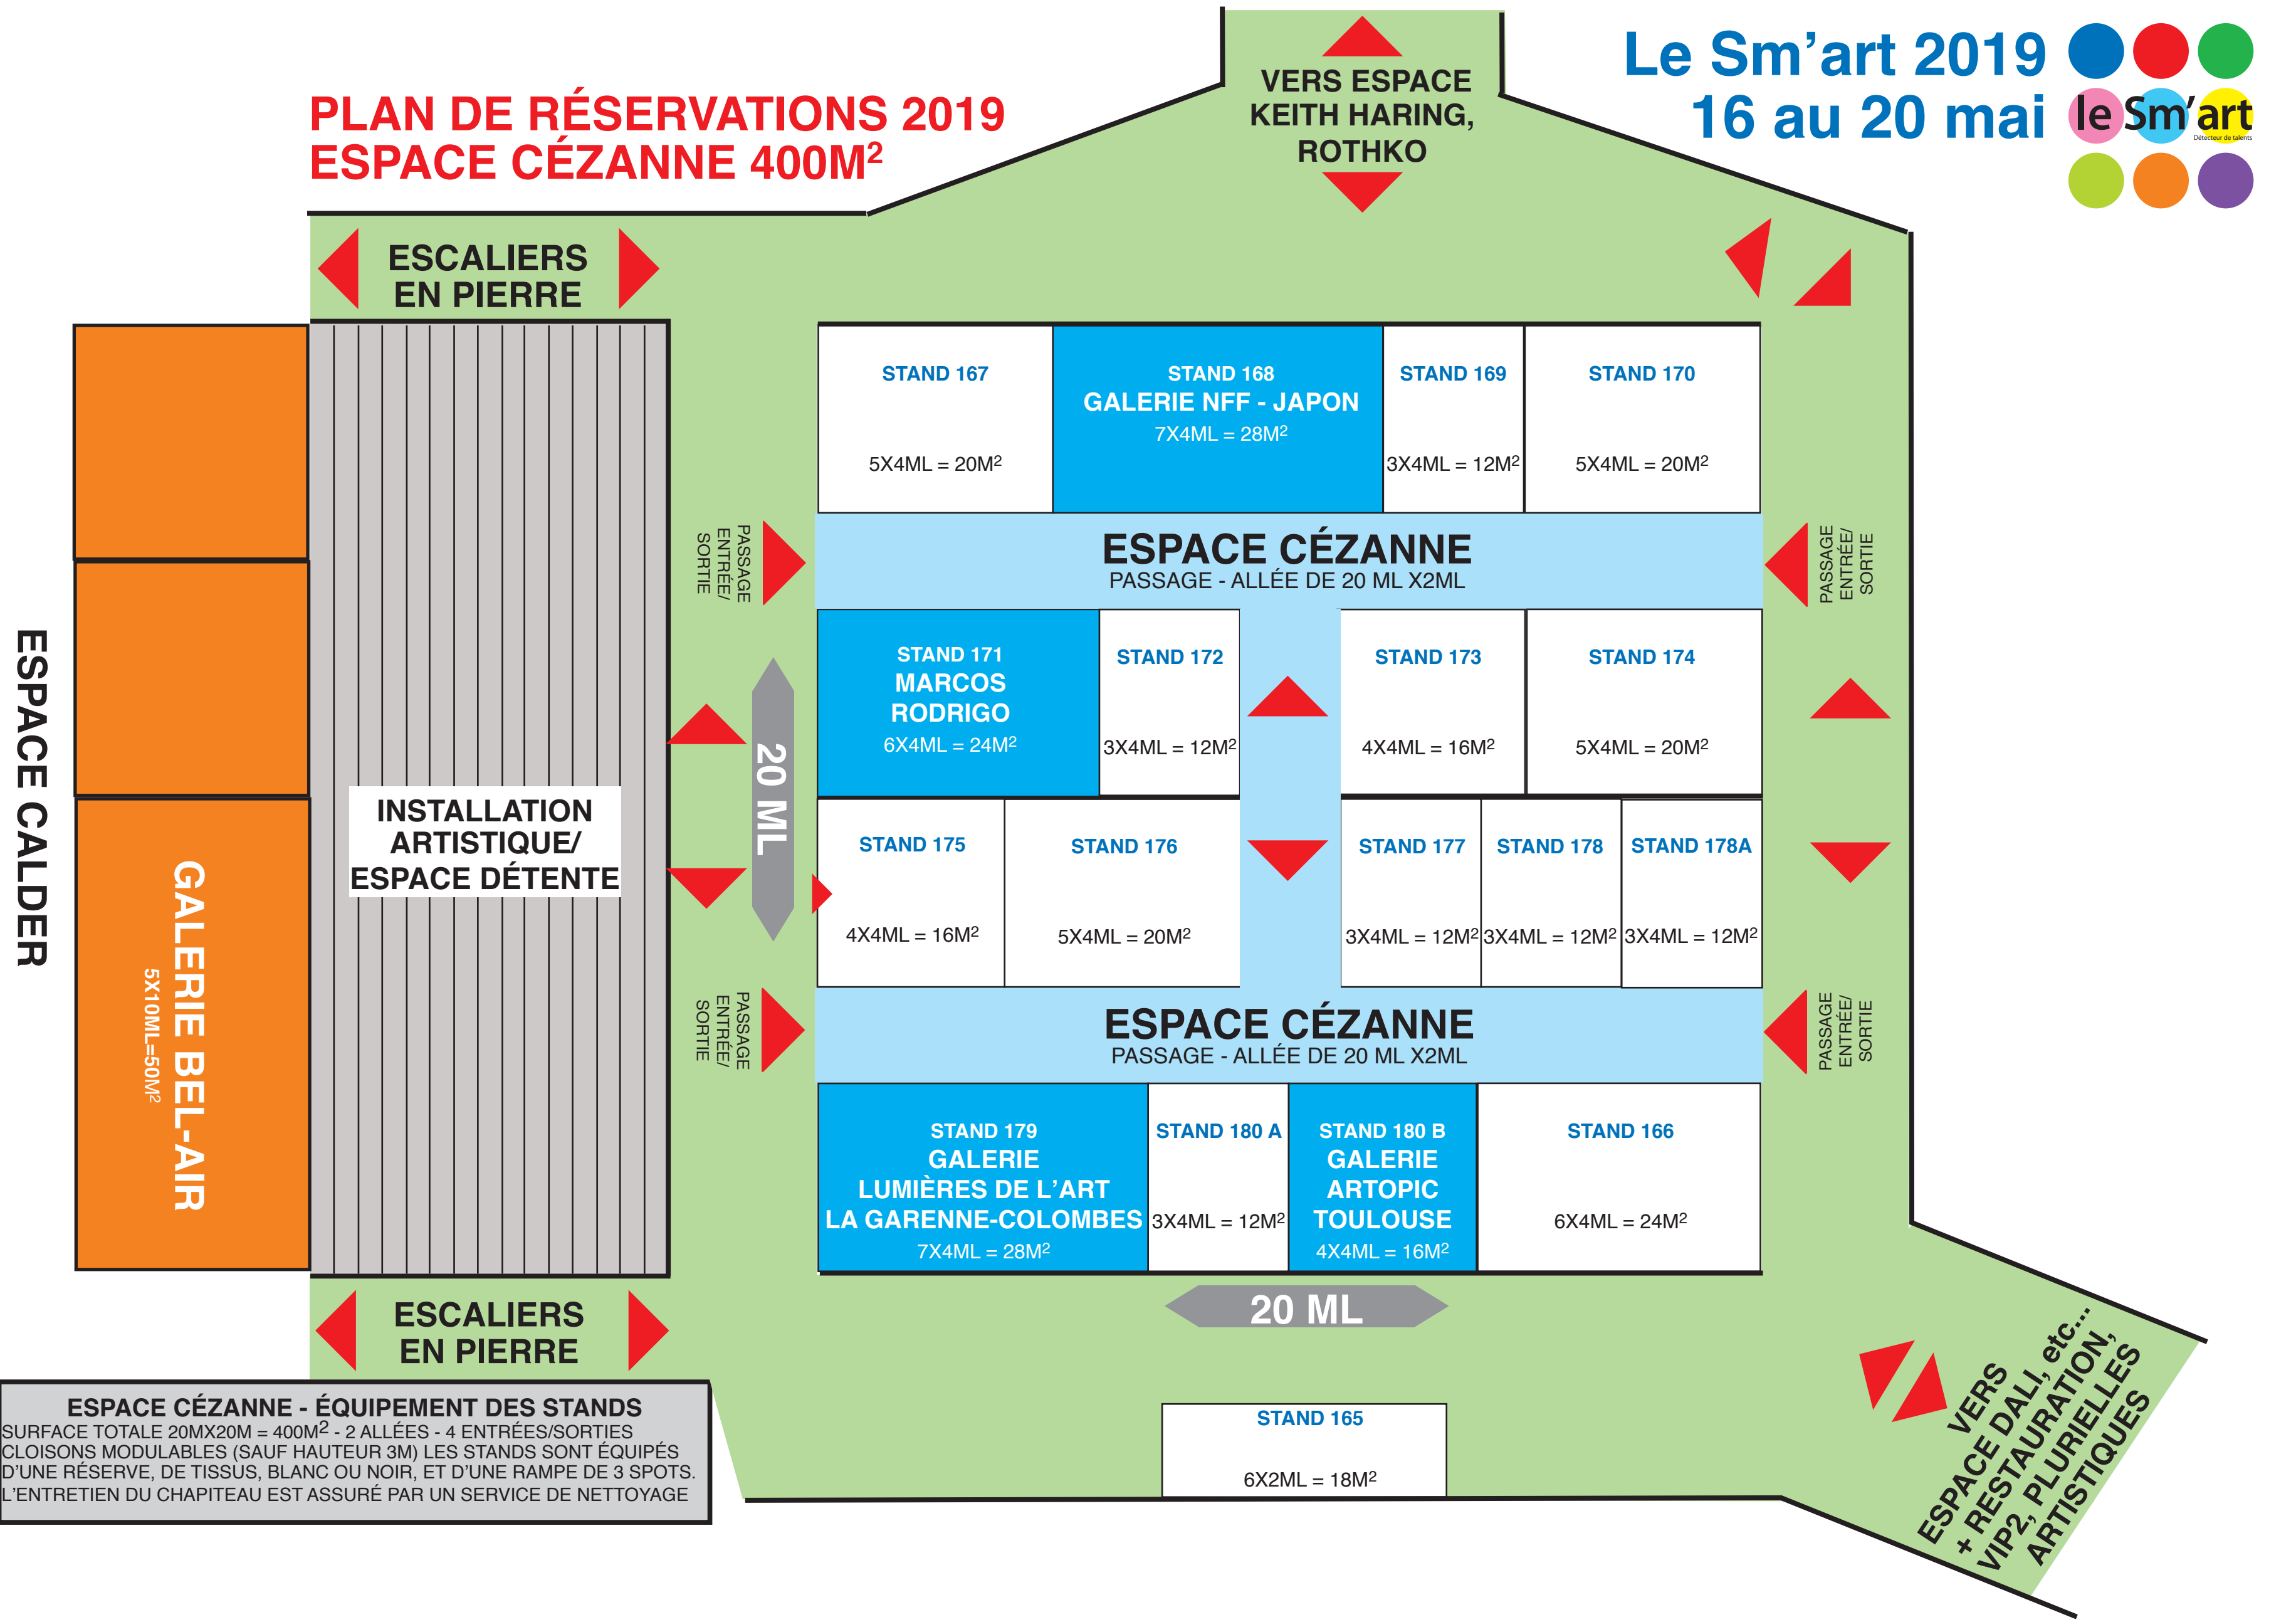 Le Sm'art 2019
16 au 20 mai
le Sm'art
Détecteur de talents
PLAN DE RÉSERVATIONS 2019
ESPACE CÉZANNE 400M²
VERS ESPACE
KEITH HARING,
ROTHKO
ESCALIERS
EN PIERRE
STAND 167
5X4ML = 20M²
STAND 168
GALERIE NFF - JAPON
7X4ML = 28M²
STAND 169
3X4ML = 12M²
STAND 170
5X4ML = 20M²
PASSAGE
ENTRÉE/
SORTIE
ESPACE CÉZANNE
PASSAGE - ALLÉE DE 20 ML X2ML
PASSAGE
ENTRÉE/
SORTIE
STAND 171
MARCOS
RODRIGO
6X4ML = 24M²
STAND 172
3X4ML = 12M²
STAND 173
4X4ML = 16M²
STAND 174
5X4ML = 20M²
20 ML
ESPACE CALDER
INSTALLATION
ARTISTIQUE/
ESPACE DÉTENTE
GALERIE BEL-AIR
5X10ML=50M²
STAND 175
4X4ML = 16M²
STAND 176
5X4ML = 20M²
STAND 177
3X4ML = 12M²
STAND 178
3X4ML = 12M²
STAND 178A
3X4ML = 12M²
PASSAGE
ENTRÉE/
SORTIE
ESPACE CÉZANNE
PASSAGE - ALLÉE DE 20 ML X2ML
PASSAGE
ENTRÉE/
SORTIE
STAND 179
GALERIE
LUMIÈRES DE L'ART
LA GARENNE-COLOMBES
7X4ML = 28M²
STAND 180 A
3X4ML = 12M²
STAND 180 B
GALERIE
ARTOPIC
TOULOUSE
4X4ML = 16M²
STAND 166
6X4ML = 24M²
20 ML
ESCALIERS
EN PIERRE
STAND 165
6X2ML = 18M²
VERS
ESPACE DALI, etc...
+ RESTAURATION,
VIP2, PLURIELLES
ARTISTIQUES
ESPACE CÉZANNE - ÉQUIPEMENT DES STANDS
SURFACE TOTALE 20MX20M = 400M² - 2 ALLÉES - 4 ENTRÉES/SORTIES
CLOISONS MODULABLES (SAUF HAUTEUR 3M) LES STANDS SONT ÉQUIPÉS
D'UNE RÉSERVE, DE TISSUS, BLANC OU NOIR, ET D'UNE RAMPE DE 3 SPOTS.
L'ENTRETIEN DU CHAPITEAU EST ASSURÉ PAR UN SERVICE DE NETTOYAGE